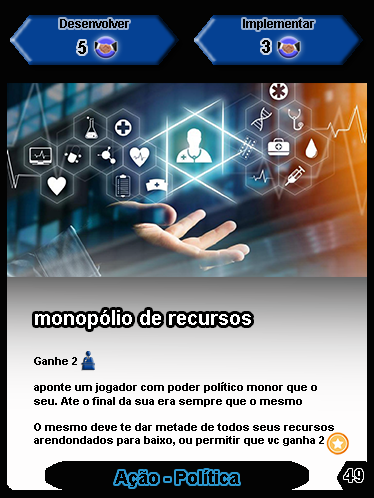 Desenvolver
5
Implementar
3
monopólio de recursos
Ganhe 2
aponte um jogador com poder político monor que o
seu. Ate o final da sua era sempre que o mesmo
O mesmo deve te dar metade de todos seus recursos
arendondados para baixo, ou permitir que vc ganha 2
Ação - Política
49